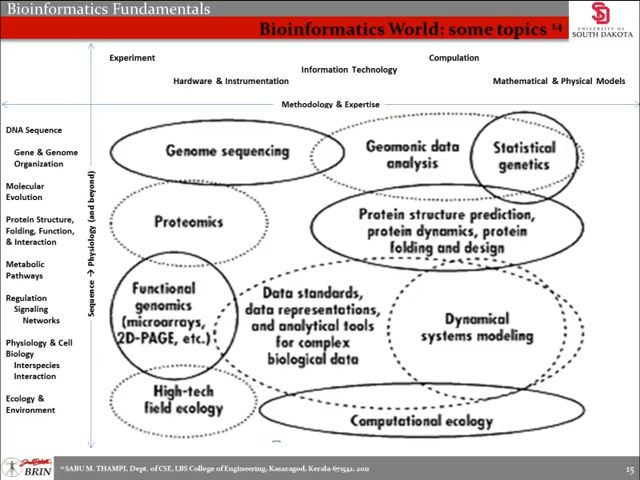 Bioinformatics Fundamentals
Bioinformatics World: some topics 14
S
D
UNIVERSITY OF
SOUTH DAKOTA
Experiment
Compulation
Information Technology
Hardware & Instrumentation
Mathematical & Physical Models
Methodology & Expertise
Sequence → Physiology (and beyond)
DNA Sequence
Gene & Genome
Organization
Molecular
Evolution
Protein Structure,
Folding, Function,
& Interaction
Metabolic
Pathways
Regulation
Signaling
Networks
Physiology & Cell
Biology
Interspecies
Interaction
Ecology &
Environment
Genome sequencing
Geomonic data
analysis
Statistical
genetics
Proteomics
Protein structure prediction,
protein dynamics, protein
folding and design
Functional
genomics
(microarrays,
2D-PAGE, etc.)
Data standards,
data representations,
and analytical tools
for complex
biological data
Dynamical
systems modeling
High-tech
field ecology
Computational ecology
BRIN
14 SABU M. THAMPI, Dept. of CSE, LBS College of Engineering, Kasaragod, Kerala-671542, 2011
15